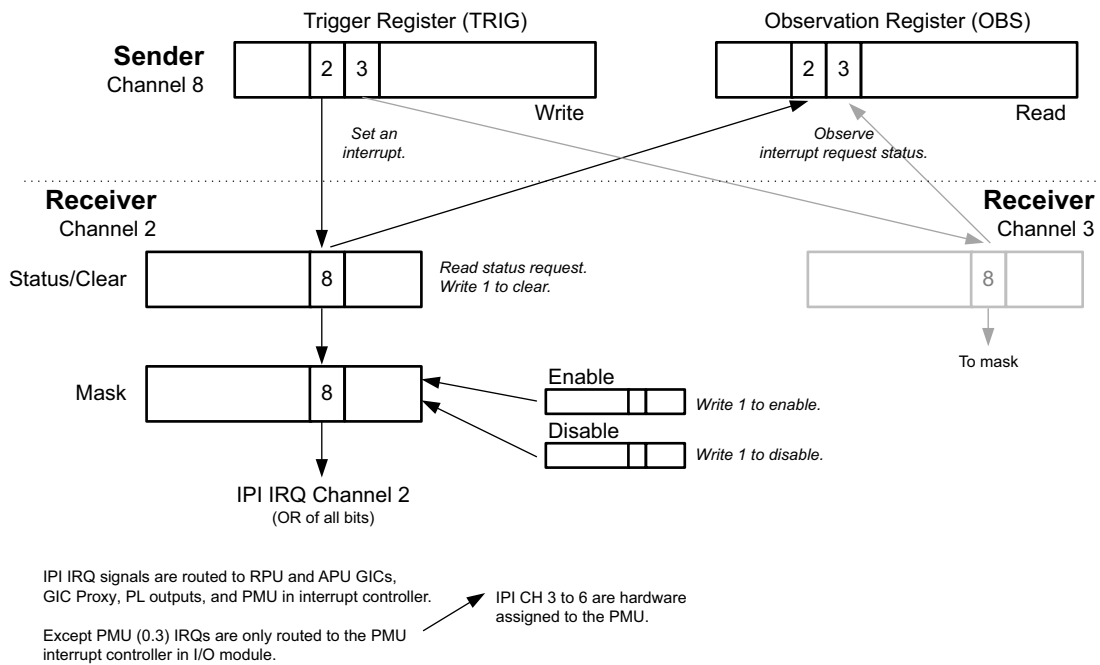 Trigger Register (TRIG)
Observation Register (OBS)
Sender
Channel 8
2 3
2 3
Write
Read
Set an
interrupt.
Observe
interrupt request status.
Receiver
Channel 2
Receiver
Channel 3
Status/Clear
8
Read status request.
Write 1 to clear.
8
To mask
Mask
8
Enable
Write 1 to enable.
Disable
Write 1 to disable.
IPI IRQ Channel 2
(OR of all bits)
IPI IRQ signals are routed to RPU and APU GICs,
GIC Proxy, PL outputs, and PMU in interrupt controller.
Except PMU (0.3) IRQs are only routed to the PMU
interrupt controller in I/O module.
IPI CH 3 to 6 are hardware
assigned to the PMU.